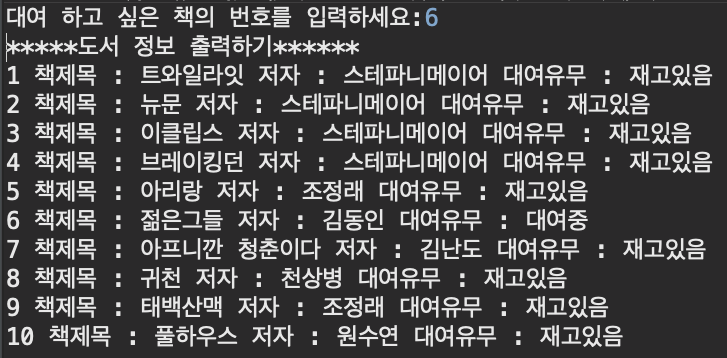 대여 하고 싶은 책의 번호를 입력하세요:6
*****도서 정보 출력하기******
1 책제목 : 트와일라잇 저자 : 스테파니메이어 대여유무 : 재고있음
2 책제목 : 뉴문 저자 : 스테파니메이어 대여유무 : 재고있음
3 책제목 : 이클립스 저자 : 스테파니메이어 대여유무 : 재고있음
4 책제목 : 브레이킹던 저자 : 스테파니메이어 대여유무 : 재고있음
5 책제목 : 아리랑 저자 : 조정래 대여유무 : 재고있음
6 책제목 : 젊은그들 저자 : 김동인 대여유무 : 대여중
7 책제목 : 아프니깐 청춘이다 저자 : 김난도 대여유무 : 재고있음
8 책제목 : 귀천 저자 : 천상병 대여유무 : 재고있음
9 책제목 : 태백산맥 저자 : 조정래 대여유무 : 재고있음
10 책제목 : 풀하우스 저자 : 원수연 대여유무 : 재고있음